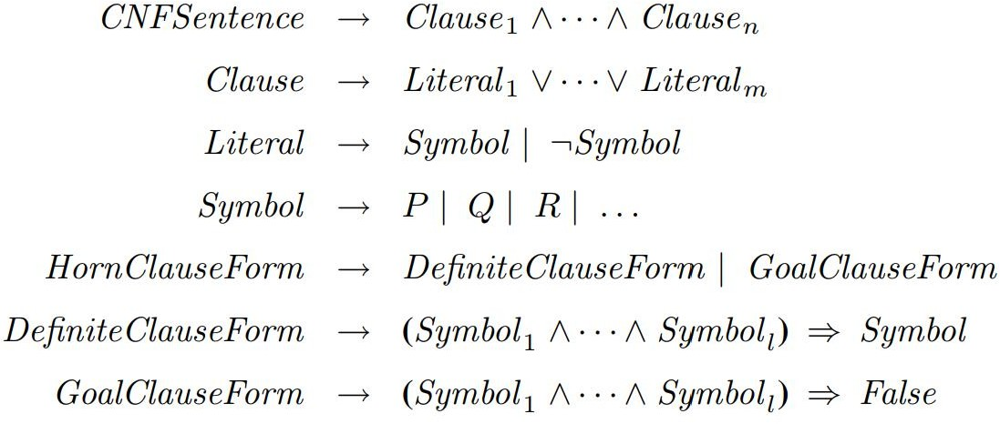 CNFSentence → Clause₁ ∧ ⋯ ∧ Clauseₙ
Clause → Literal₁ ∨ ⋯ ∨ Literalₘ
Literal → Symbol | ¬Symbol
Symbol → P | Q | R | …
HornClauseForm → DefiniteClauseForm | GoalClauseForm
DefiniteClauseForm → (Symbol₁ ∧ ⋯ ∧ Symbolₗ) ⇒ Symbol
GoalClauseForm → (Symbol₁ ∧ ⋯ ∧ Symbolₗ) ⇒ False